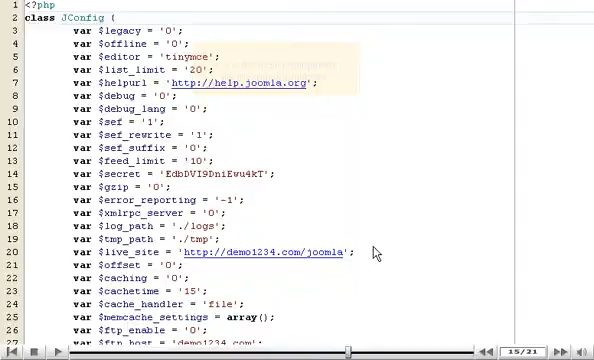 1 <?php
2 class JConfig {
3 var $legacy = '0';
4 var $offline = '0';
5 var $editor = 'tinymce';
6 var $list_limit = '20';
7 var $helpurl = 'http://help.joomla.org';
8 var $debug = '0';
9 var $debug_lang = '0';
10 var $sef = '1';
11 var $sef_rewrite = '1';
12 var $sef_suffix = '0';
13 var $feed_limit = '10';
14 var $secret = 'EdbDVI9DniEwu4kT';
15 var $gzip = '0';
16 var $error_reporting = '-1';
17 var $xmlrpc_server = '0';
18 var $log_path = './logs';
19 var $tmp_path = './tmp';
20 var $live_site = 'http://demo1234.com/joomla';
21 var $offset = '0';
22 var $caching = '0';
23 var $cachetime = '15';
24 var $cache_handler = 'file';
25 var $memcache_settings = array();
26 var $ftp_enable = '0';
27 var $ftp_host = 'demo1234.com';
15/21